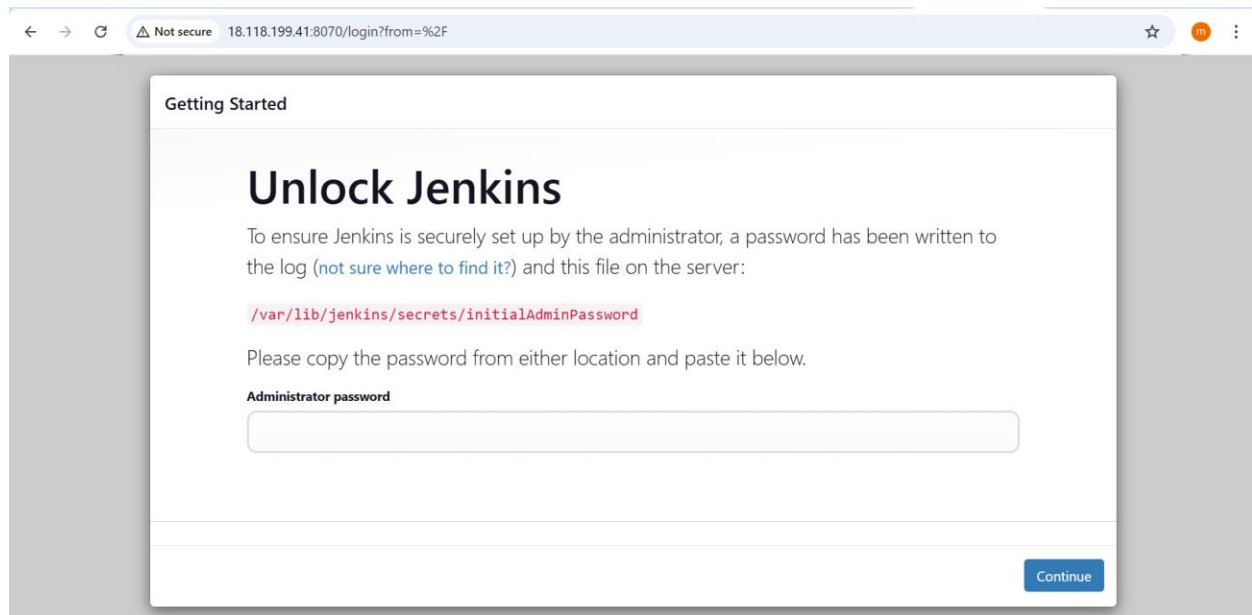 Not secure 18.118.199.41:8070/login?from=%2F
m
Getting Started
Unlock Jenkins
To ensure Jenkins is securely set up by the administrator, a password has been written to
the log (not sure where to find it?) and this file on the server:
/var/lib/jenkins/secrets/initialAdminPassword
Please copy the password from either location and paste it below.
Administrator password
Continue